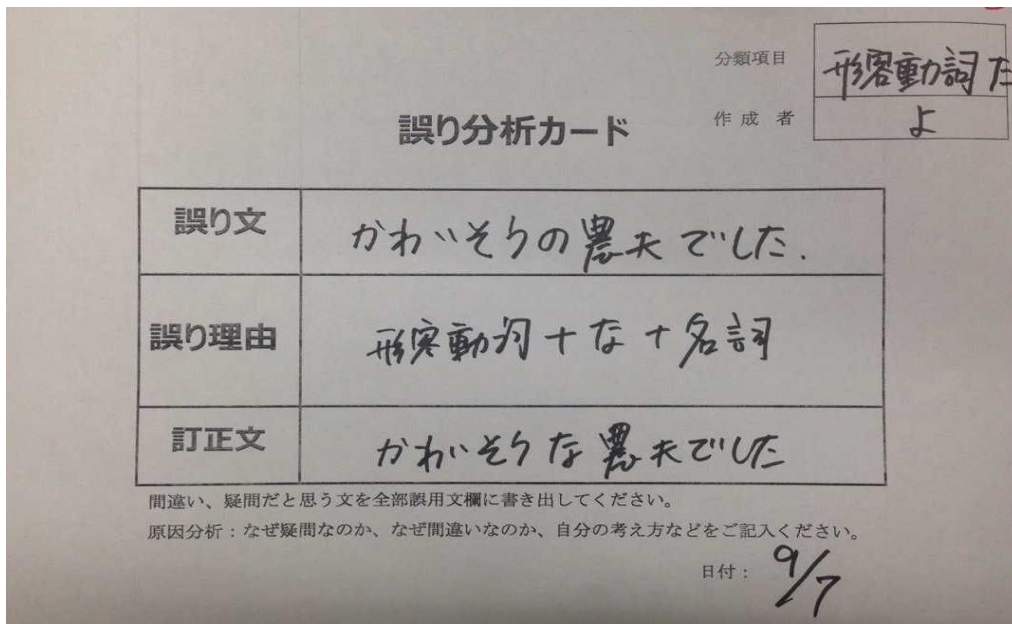 分類項目 形容動詞だ
作成者 よ
誤り分析カード
誤り文 かわいそうの農夫でした.
誤り理由 形容動詞+な+名詞
訂正文 かわいそうな農夫でした
間違い、疑問だと思う文を全部誤用文欄に書き出してください。
原因分析:なぜ疑問なのか、なぜ間違いなのか、自分の考え方などをご記入ください。
日付: 9/7